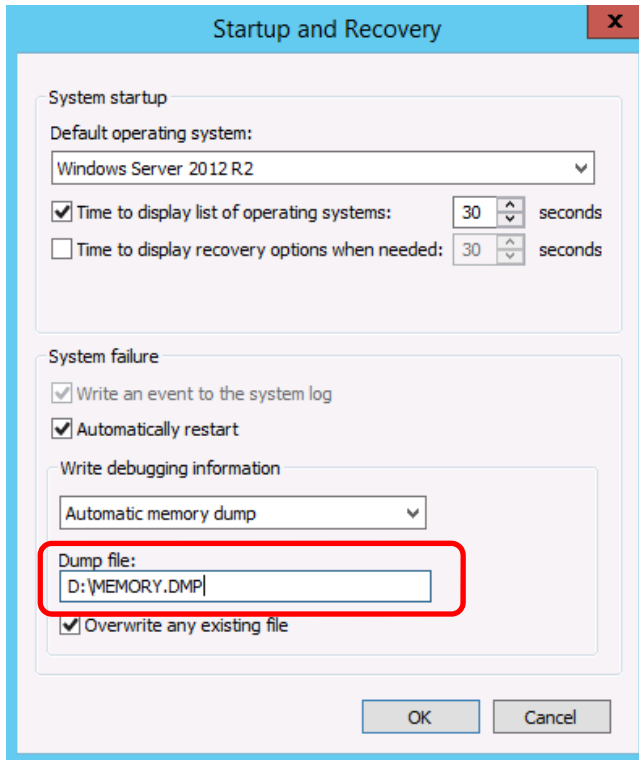 Startup and Recovery
x
System startup
Default operating system:
Windows Server 2012 R2
Time to display list of operating systems: 30 seconds
Time to display recovery options when needed: 30 seconds
System failure
Write an event to the system log
Automatically restart
Write debugging information
Automatic memory dump
Dump file:
D:\MEMORY.DMP
Overwrite any existing file
OK Cancel